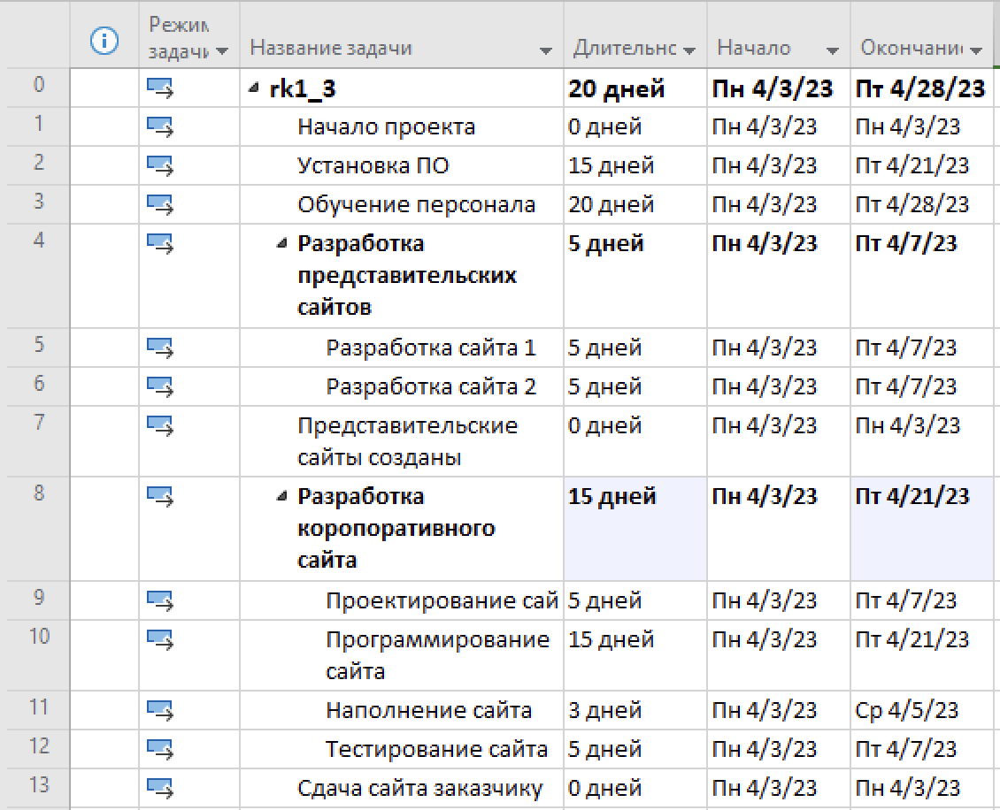 Режим задачи Название задачи Длительнс Начало Окончани
0 rk1_3 20 дней Пн 4/3/23 Пт 4/28/23
1 Начало проекта 0 дней Пн 4/3/23 Пн 4/3/23
2 Установка ПО 15 дней Пн 4/3/23 Пт 4/21/23
3 Обучение персонала 20 дней Пн 4/3/23 Пт 4/28/23
4 Разработка 5 дней Пн 4/3/23 Пт 4/7/23
представительских
сайтов
5 Разработка сайта 1 5 дней Пн 4/3/23 Пт 4/7/23
6 Разработка сайта 2 5 дней Пн 4/3/23 Пт 4/7/23
7 Представительские 0 дней Пн 4/3/23 Пн 4/3/23
сайты созданы
8 Разработка 15 дней Пн 4/3/23 Пт 4/21/23
коропоративного
сайта
9 Проектирование сай 5 дней Пн 4/3/23 Пт 4/7/23
10 Программирование 15 дней Пн 4/3/23 Пт 4/21/23
сайта
11 Наполнение сайта 3 дней Пн 4/3/23 Ср 4/5/23
12 Тестирование сайта 5 дней Пн 4/3/23 Пт 4/7/23
13 Сдача сайта заказчику 0 дней Пн 4/3/23 Пн 4/3/23